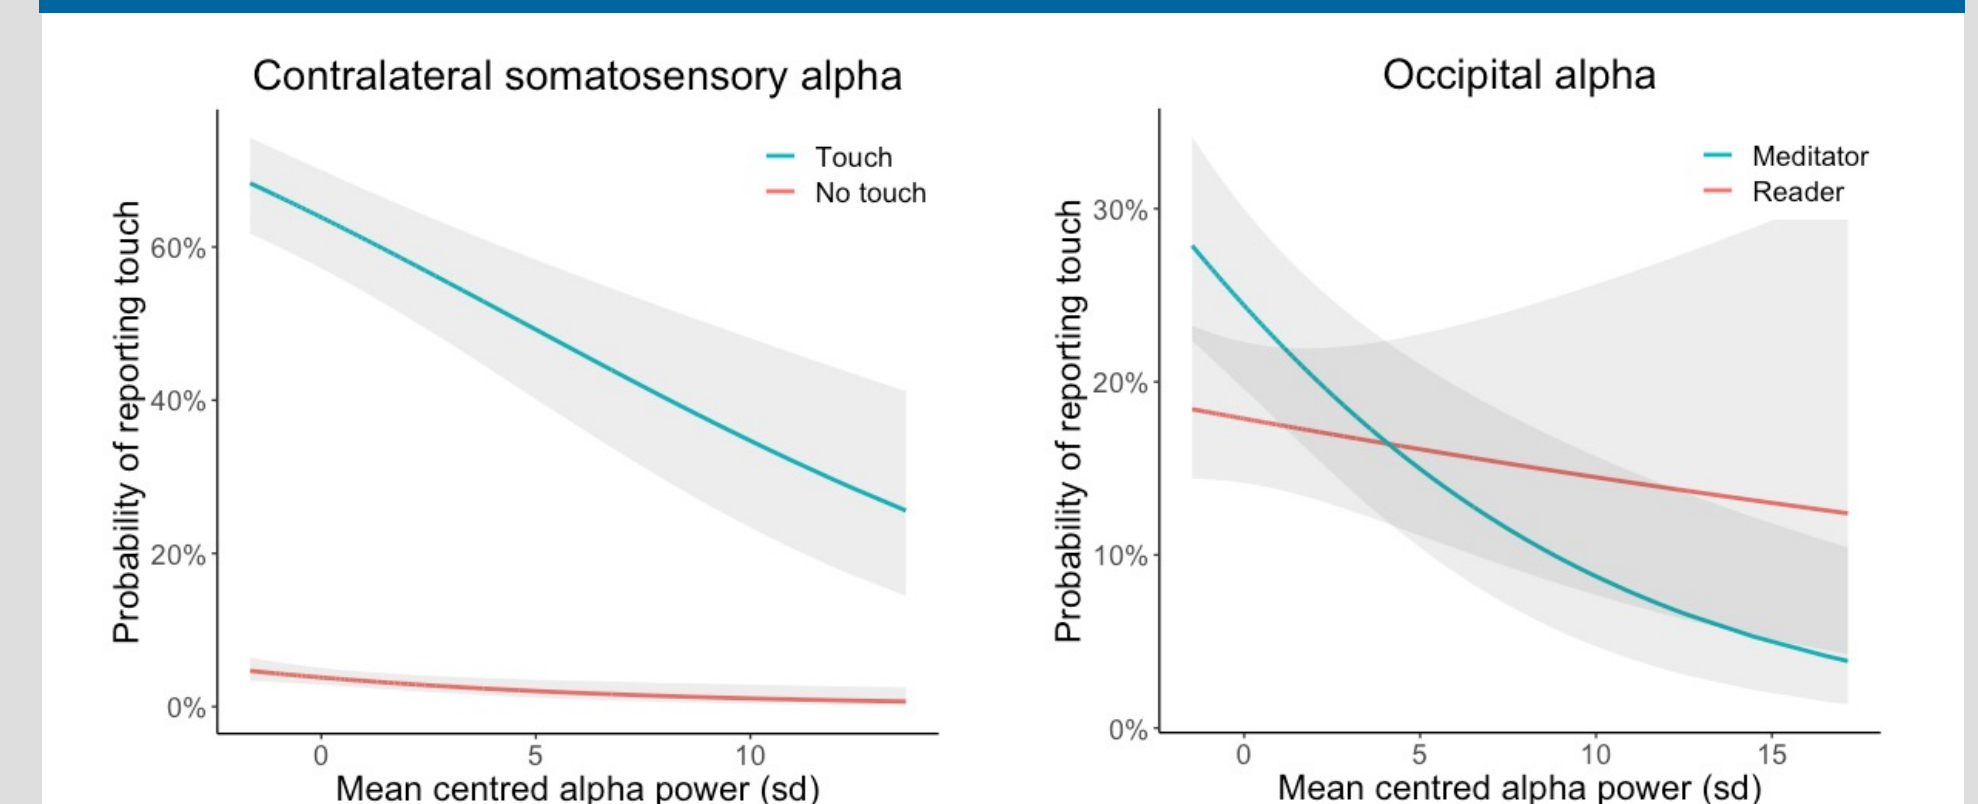 Contralateral somatosensory alpha
Touch
No touch
Probability of reporting touch
60%
40%
20%
0%
0 5 10
Mean centred alpha power (sd)
Occipital alpha
Meditator
Reader
Probability of reporting touch
30%
20%
10%
0%
0 5 10 15
Mean centred alpha power (sd)